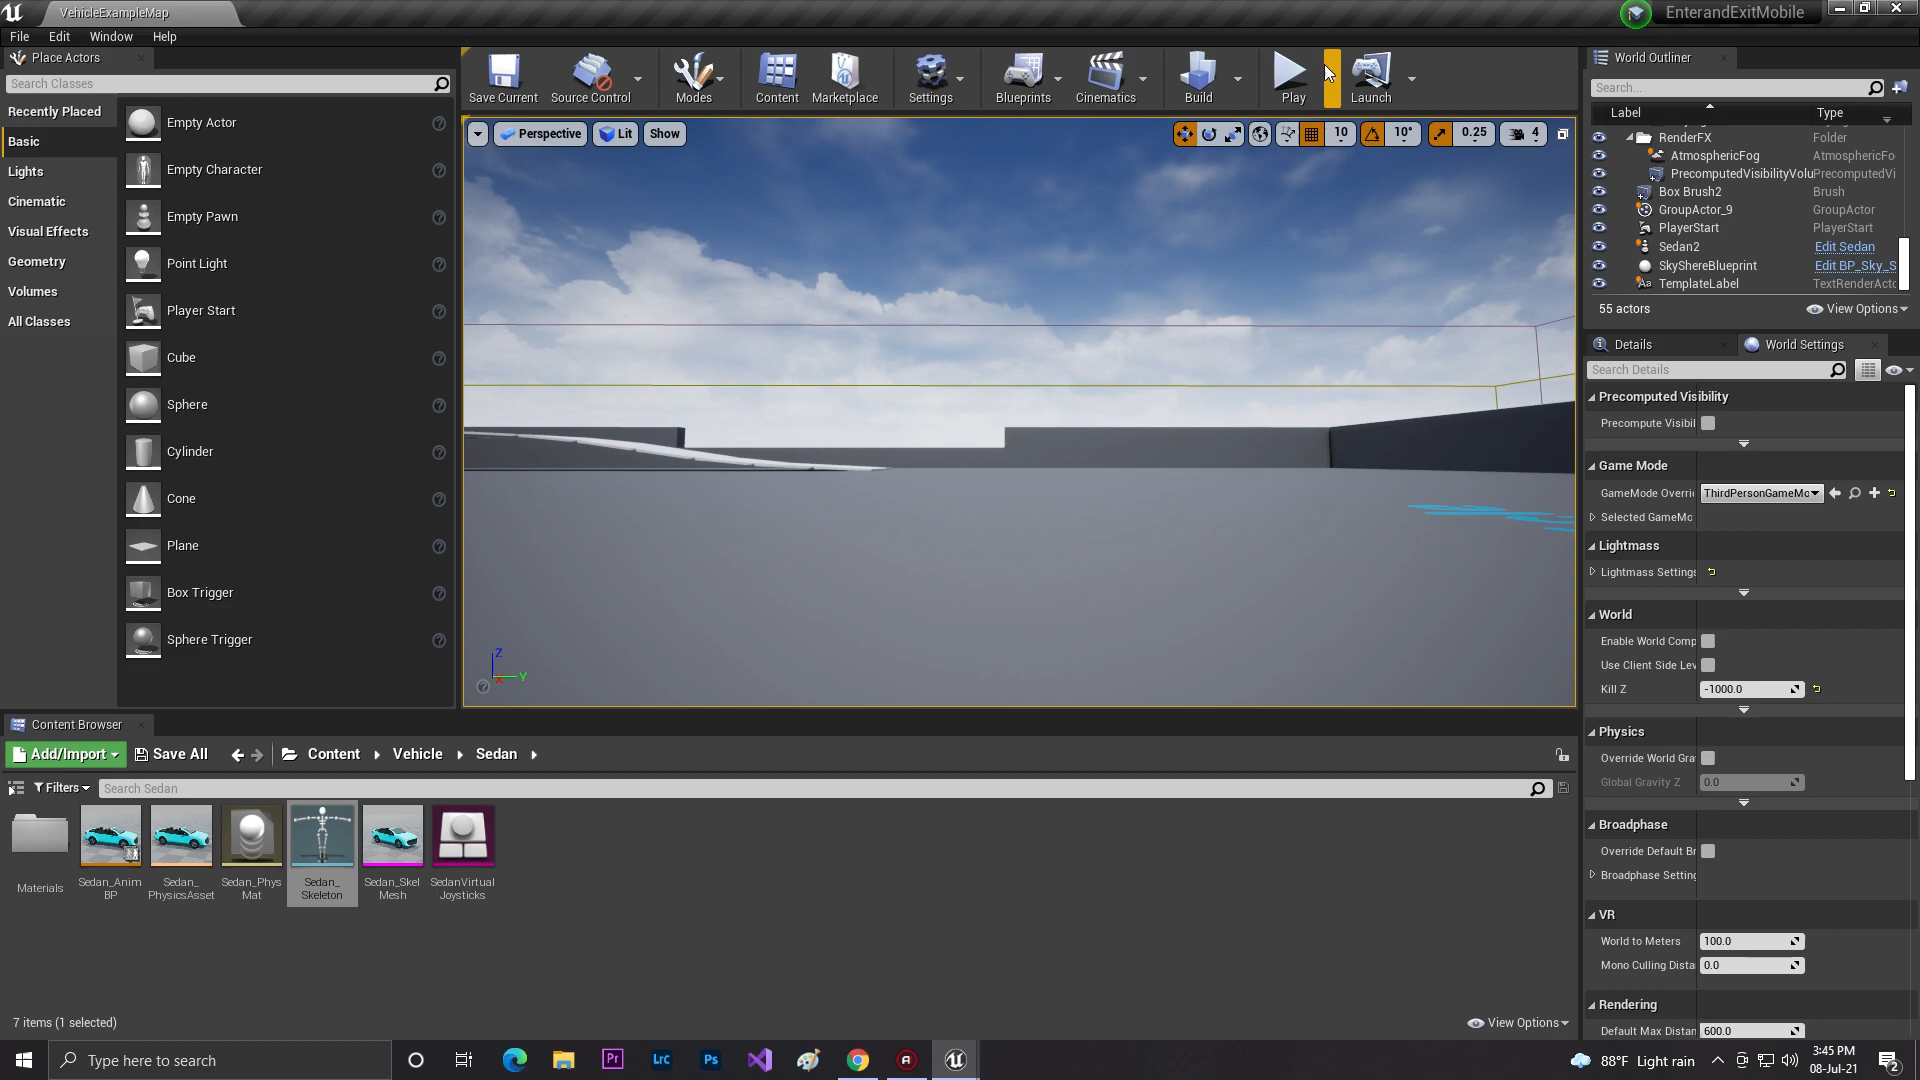 VehicleExampleMap
EnterandExitMobile
File Edit Window Help
Place Actors
Search Classes
Recently Placed
Basic
Lights
Cinematic
Visual Effects
Geometry
Volumes
All Classes
Empty Actor
Empty Character
Empty Pawn
Point Light
Player Start
Cube
Sphere
Cylinder
Cone
Plane
Box Trigger
Sphere Trigger
Save Current Source Control Modes Content Marketplace Settings Blueprints Cinematics Build Play Launch
Perspective Lit Show
10 10° 0.25 4
Z
X Y
World Outliner
Search...
Label Type
RenderFX Folder
AtmosphericFog AtmosphericFo
PrecomputedVisibilityVolu PrecomputedVi
Box Brush2 Brush
GroupActor_9 GroupActor
PlayerStart PlayerStart
Sedan2 Edit Sedan
SkyShereBlueprint Edit BP_Sky_S
TemplateLabel TextRenderActo
55 actors View Options
Details World Settings
Search Details
Precomputed Visibility
Precompute Visibil
Game Mode
GameMode Overri ThirdPersonGameMo
Selected GameMo
Lightmass
Lightmass Settings
World
Enable World Comp
Use Client Side Lev
Kill Z -1000.0
Physics
Override World Gra
Global Gravity Z 0.0
Broadphase
Override Default Br
Broadphase Setting
VR
World to Meters 100.0
Mono Culling Dista 0.0
Rendering
Default Max Distan 600.0
Content Browser
Add/Import Save All Content Vehicle Sedan
Filters Search Sedan
Materials
Sedan_Anim
BP
Sedan_
PhysicsAsset
Sedan_Phys
Mat
Sedan_
Skeleton
Sedan_Skel
Mesh
SedanVirtual
Joysticks
7 items (1 selected) View Options
Type here to search
Pr Lrc Ps
88°F Light rain
3:45 PM
08-Jul-21
2